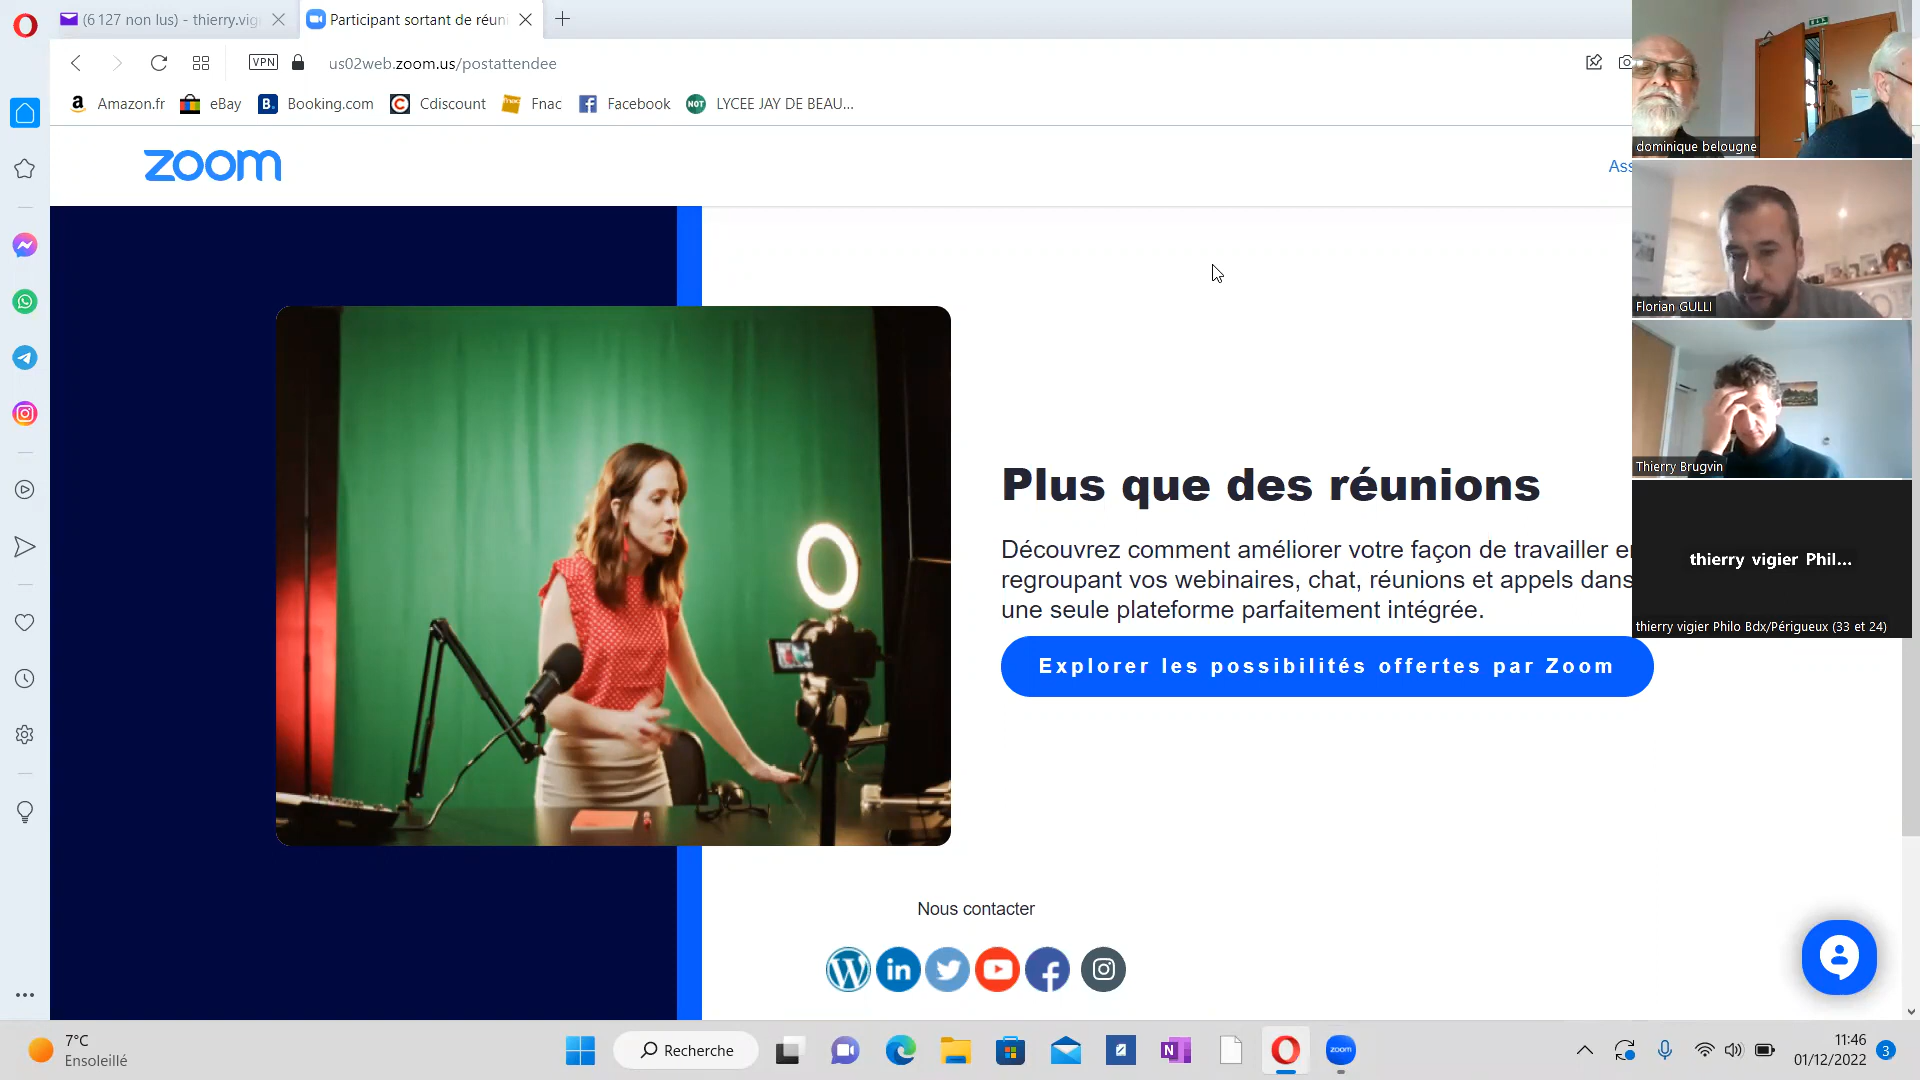 (6 127 non lus) - thierry.vig
Participant sortant de réun
VPN
us02web.zoom.us/postattendee
Amazon.fr
eBay
Booking.com
Cdiscount
Fnac
Facebook
LYCEE JAY DE BEAU...
zoom
Ass
dominique belougne
Florian GULLI
Thierry Brugvin
thierry vigier Phil...
thierry vigier Philo Bdx/Périgueux (33 et 24)
Plus que des réunions
Découvrez comment améliorer votre façon de travailler en
regroupant vos webinaires, chat, réunions et appels dans
une seule plateforme parfaitement intégrée.
Explorer les possibilités offertes par Zoom
Nous contacter
7°C
Ensoleillé
Recherche
zoom
11:46
01/12/2022
3